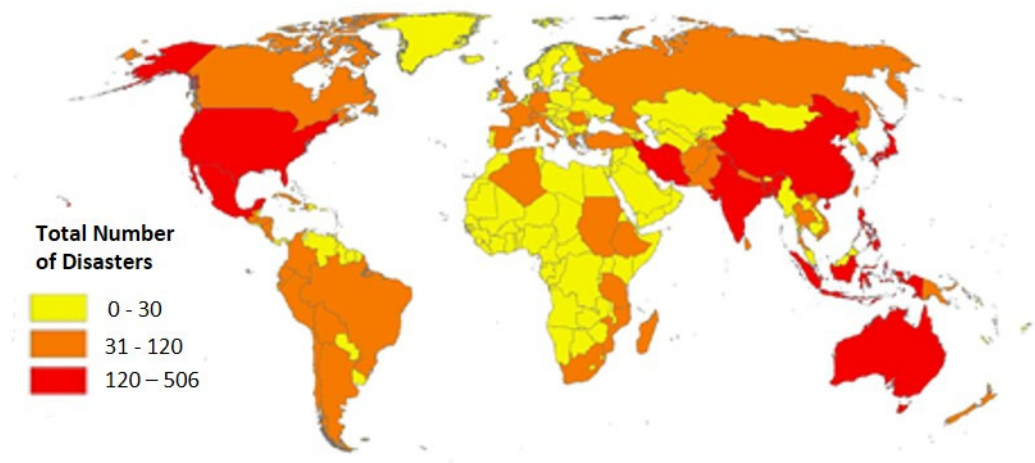 Total Number
of Disasters
0 - 30
31 - 120
120 – 506